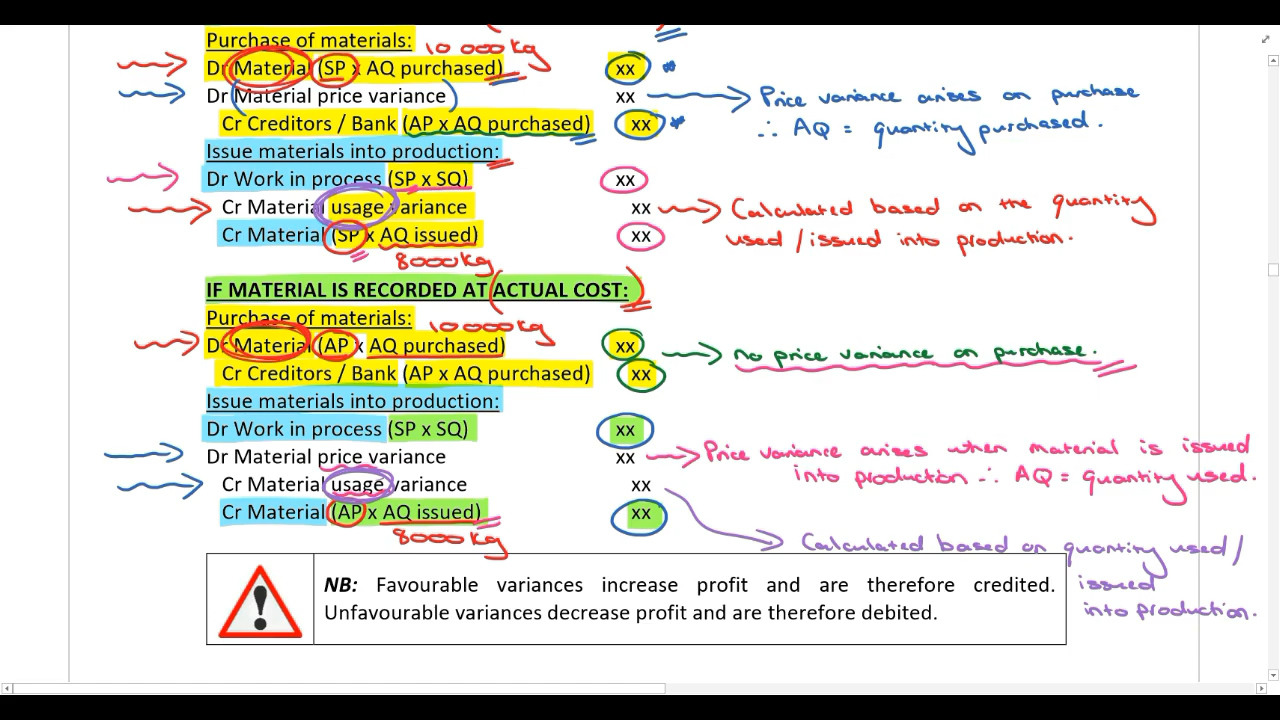 Purchase of materials: 10 000 kg
Dr Material (SP x AQ purchased) xx *
Dr Material price variance xx → Price variance arises on purchase
Cr Creditors / Bank (AP x AQ purchased) xx * ∴ AQ = quantity purchased.
Issue materials into production:
Dr Work in process (SP x SQ) xx
Cr Material usage variance xx → Calculated based on the quantity
Cr Material (SP x AQ issued) xx used / issued into production.
8000kg
IF MATERIAL IS RECORDED AT ACTUAL COST:
Purchase of materials: 10000kg
Dr Material (AP x AQ purchased) xx → no price variance on purchase.
Cr Creditors / Bank (AP x AQ purchased) xx
Issue materials into production:
Dr Work in process (SP x SQ) xx
Dr Material price variance xx → Price variance arises when material is issued
into production ∴ AQ = quantity used.
Cr Material usage variance xx
Cr Material (AP x AQ issued) xx
8000kg
Calculated based on quantity used/
issued
into production.
NB: Favourable variances increase profit and are therefore credited.
Unfavourable variances decrease profit and are therefore debited.